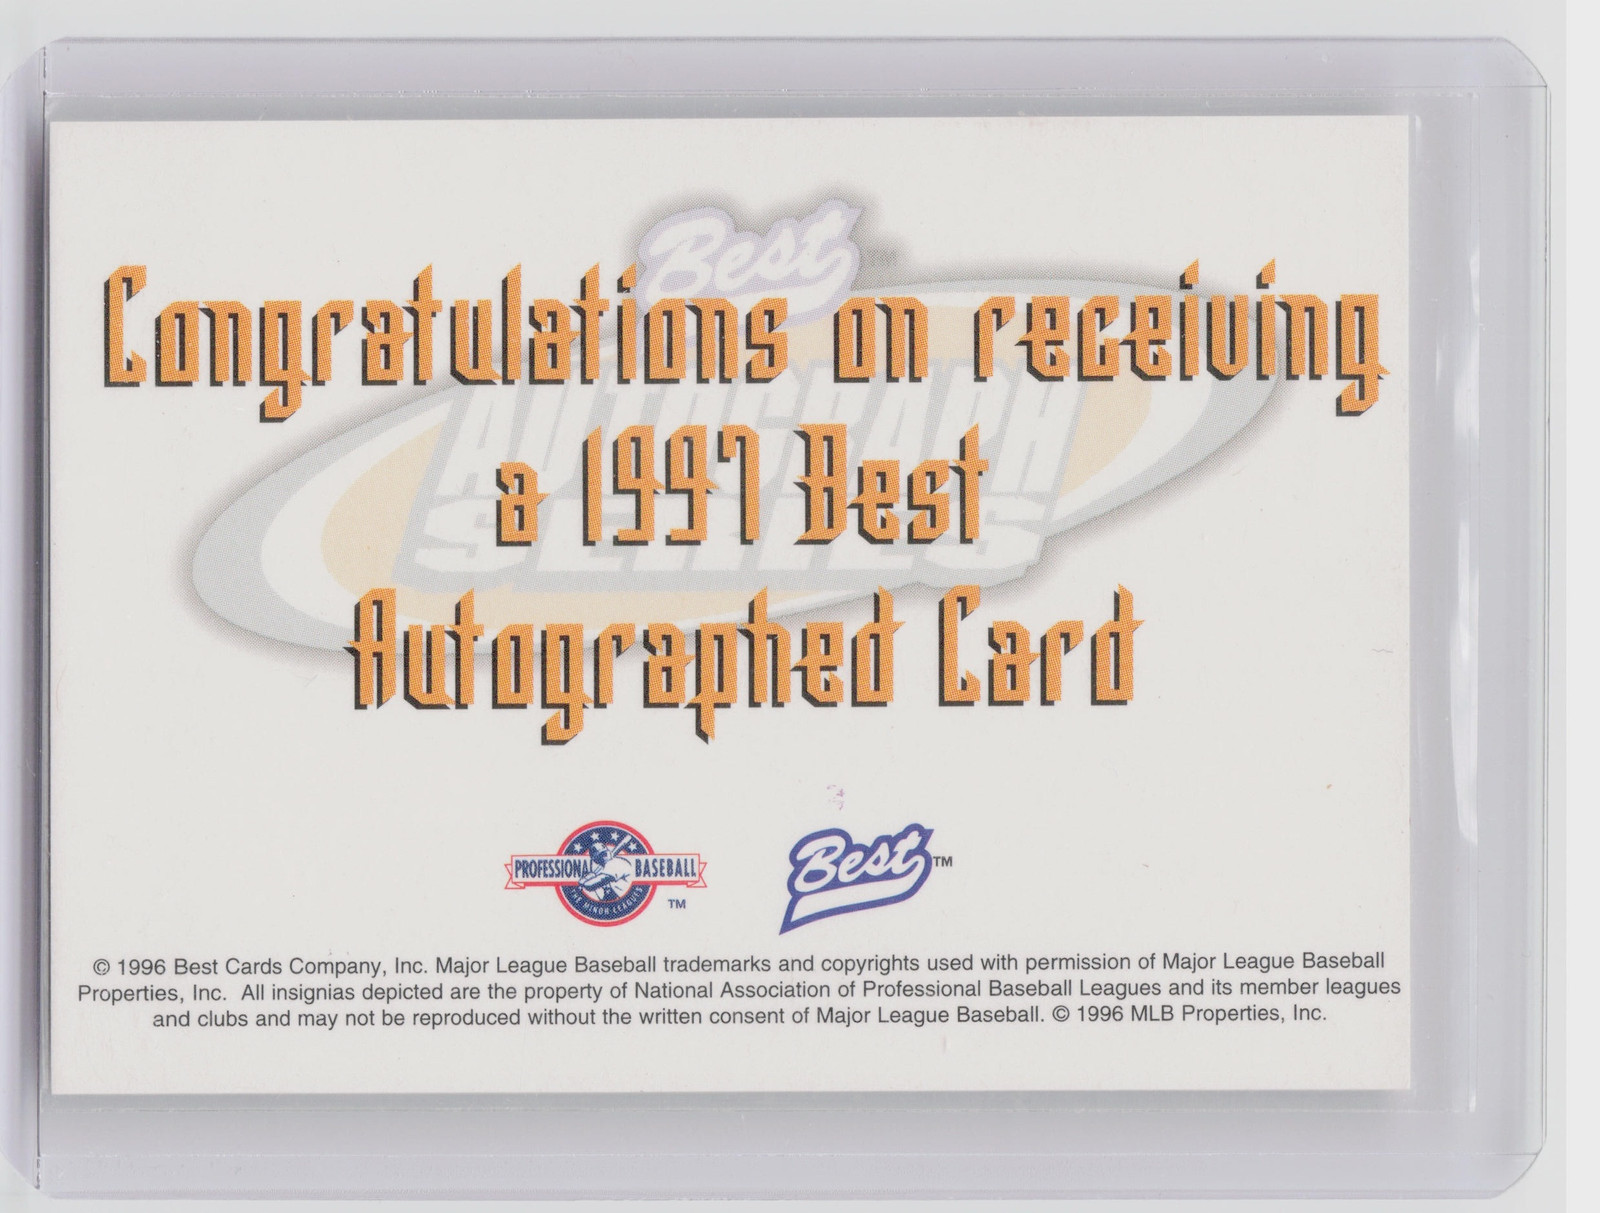 Best
AUTOGRAPH
SERIES
Congratulations on receiving
a 1997 Best
Autographed Card
PROFESSIONAL BASEBALL
THE MINOR LEAGUES
TM
Best TM
© 1996 Best Cards Company, Inc. Major League Baseball trademarks and copyrights used with permission of Major League Baseball
Properties, Inc.  All insignias depicted are the property of National Association of Professional Baseball Leagues and its member leagues
and clubs and may not be reproduced without the written consent of Major League Baseball. © 1996 MLB Properties, Inc.